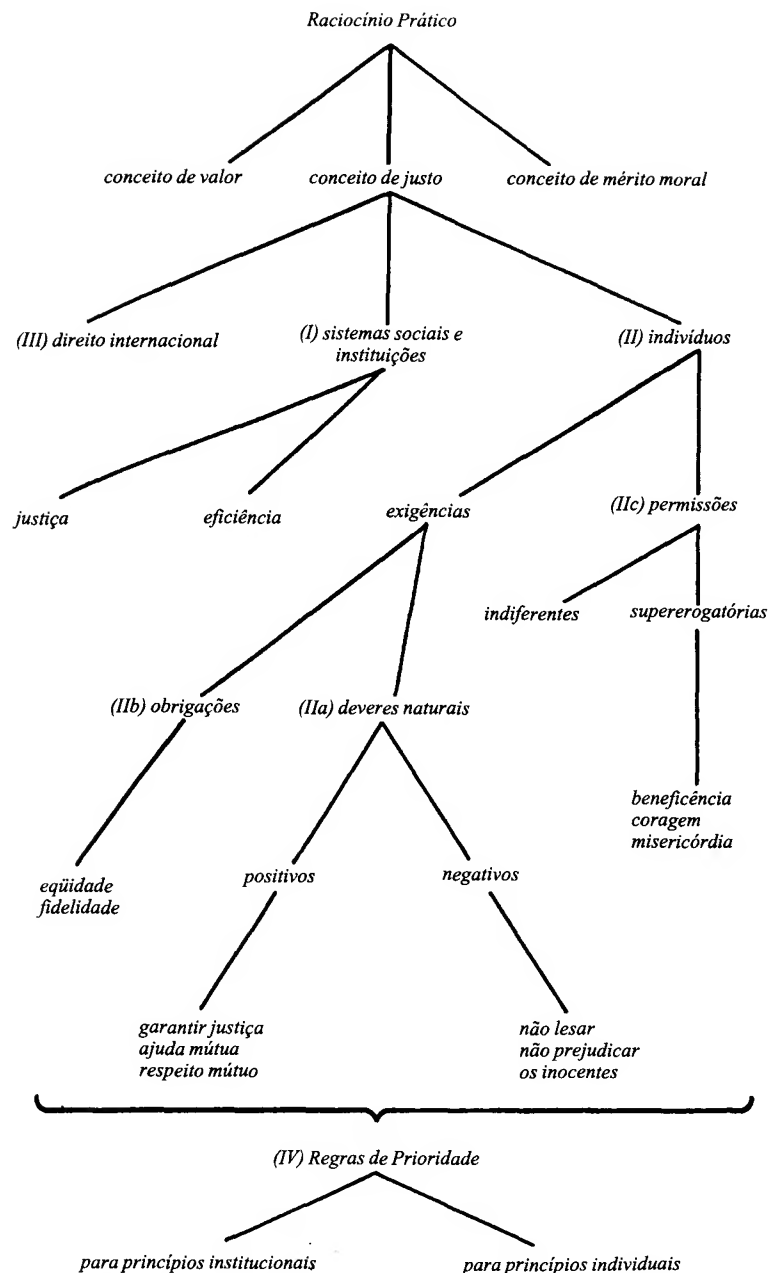 Raciocínio Prático
conceito de valor
conceito de justo
conceito de mérito moral
(III) direito internacional
(I) sistemas sociais e
instituições
(II) indivíduos
justiça
eficiência
exigências
(IIc) permissões
indiferentes
supererogatórias
(IIb) obrigações
(IIa) deveres naturais
beneficência
coragem
misericórdia
eqüidade
fidelidade
positivos
negativos
garantir justiça
ajuda mútua
respeito mútuo
não lesar
não prejudicar
os inocentes
(IV) Regras de Prioridade
para princípios institucionais
para princípios individuais